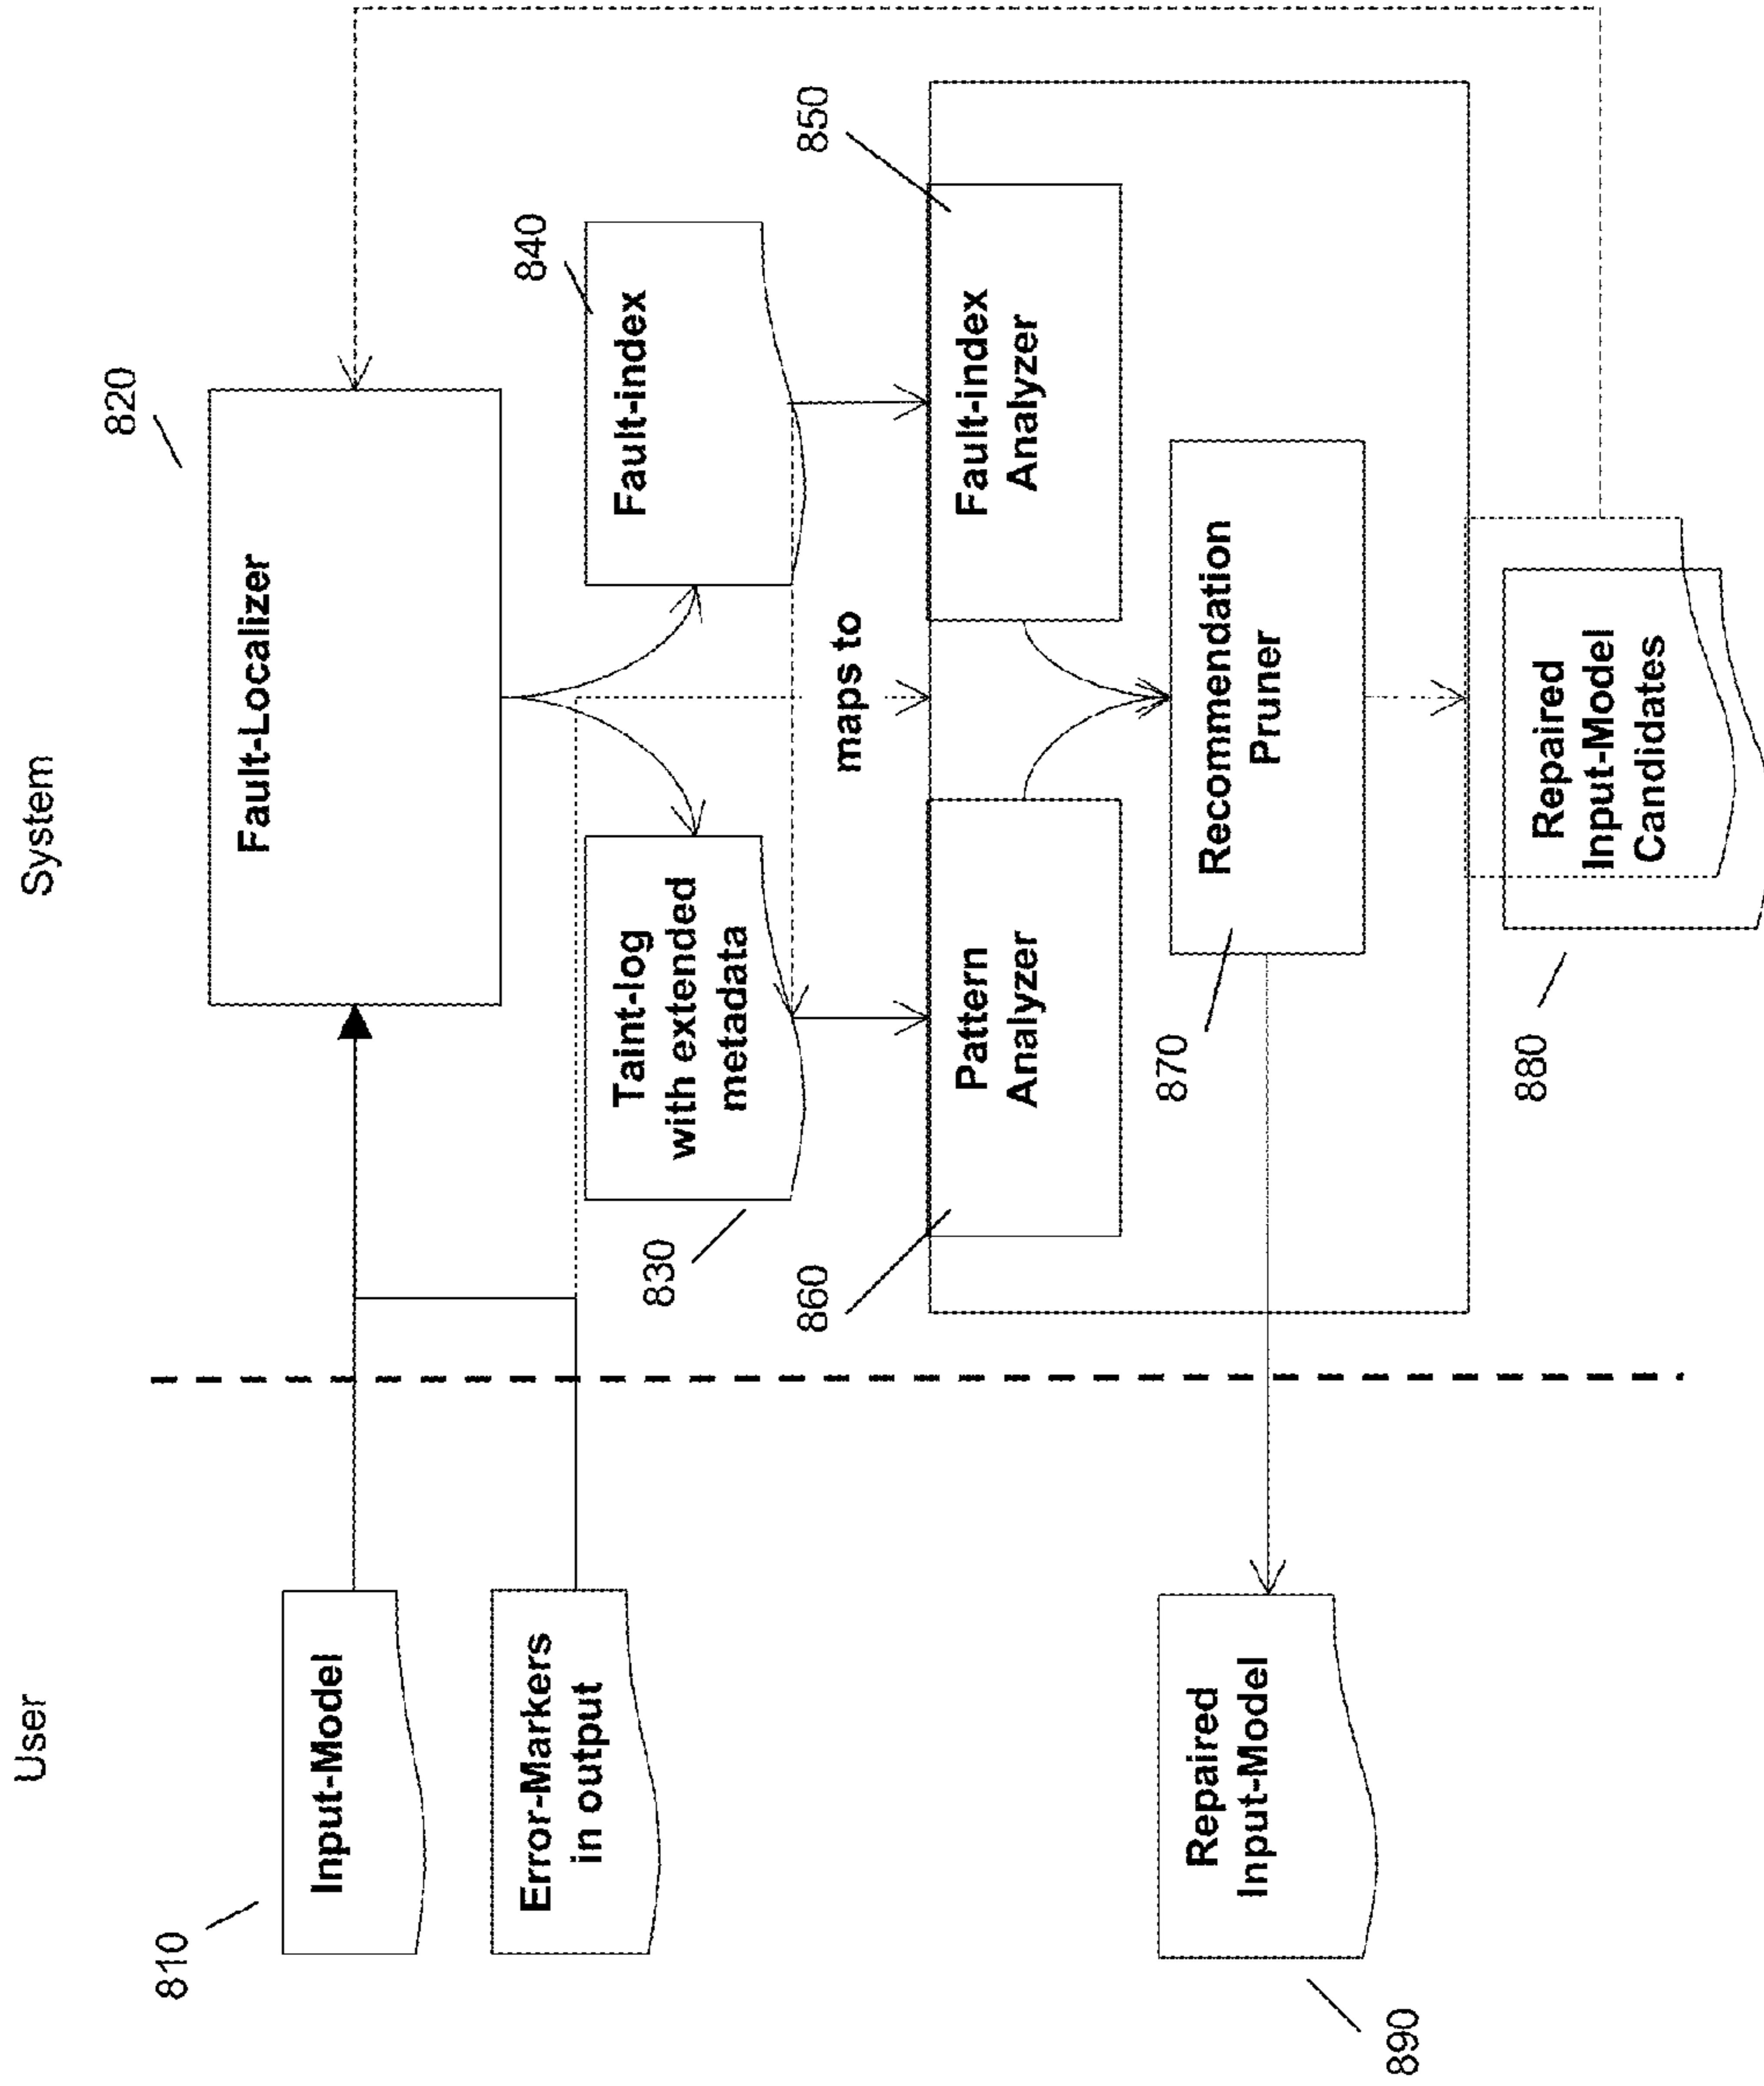 User
System
810
Input-Model
Error-Markers
in output
820
Fault-Localizer
830
Taint-log
with extended
metadata
840
Fault-index
maps to
860
Pattern
Analyzer
850
Fault-index
Analyzer
870
Recommendation
Pruner
880
Repaired
Input-Model
Candidates
890
Repaired
Input-Model